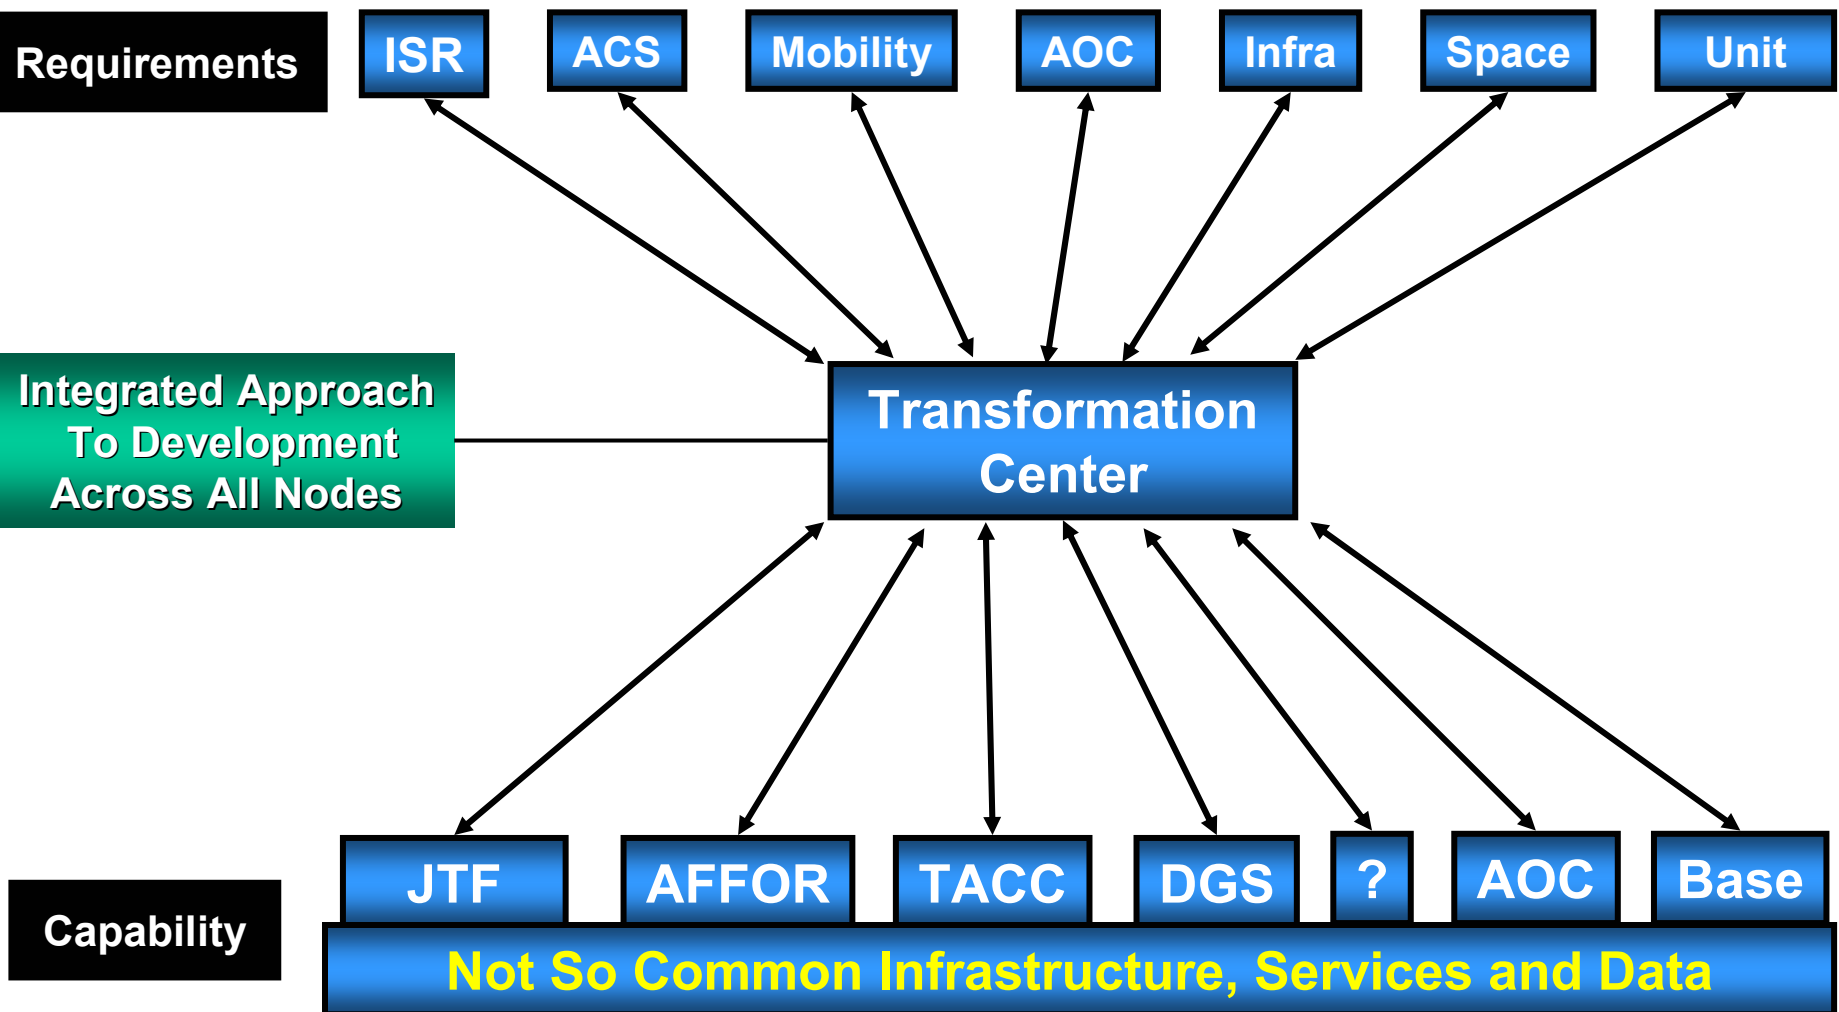 Requirements
ISR
ACS
Mobility
AOC
Infra
Space
Unit
Integrated Approach
To Development
Across All Nodes
Transformation
Center
JTF
AFFOR
TACC
DGS
?
AOC
Base
Capability
Not So Common Infrastructure, Services and Data